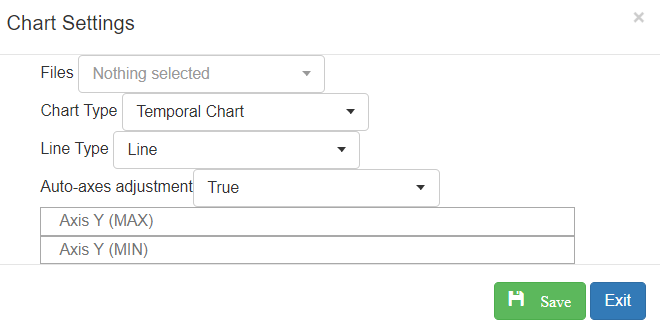 Chart Settings ×
Files Nothing selected
Chart Type Temporal Chart
Line Type Line
Auto-axes adjustment True
Axis Y (MAX)
Axis Y (MIN)
Save Exit